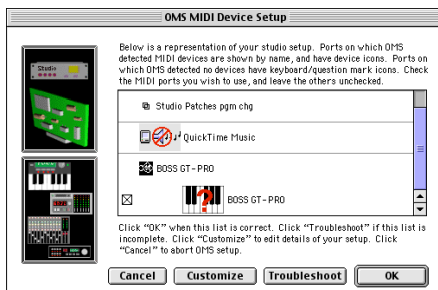 OMS MIDI Device Setup
Below is a representation of your studio setup. Ports on which OMS
detected MIDI devices are shown by name, and have device icons. Ports on
which OMS detected no devices have keyboard/question mark icons. Check
the MIDI ports you wish to use, and leave the others unchecked.
Studio
Studio Patches pgm chg
QuickTime Music
BOSS GT-PRO
BOSS GT-PRO
Click “OK” when this list is correct. Click “Troubleshoot” if this list is
incomplete. Click “Customize” to edit details of your setup. Click
“Cancel” to abort OMS setup.
Cancel Customize Troubleshoot OK